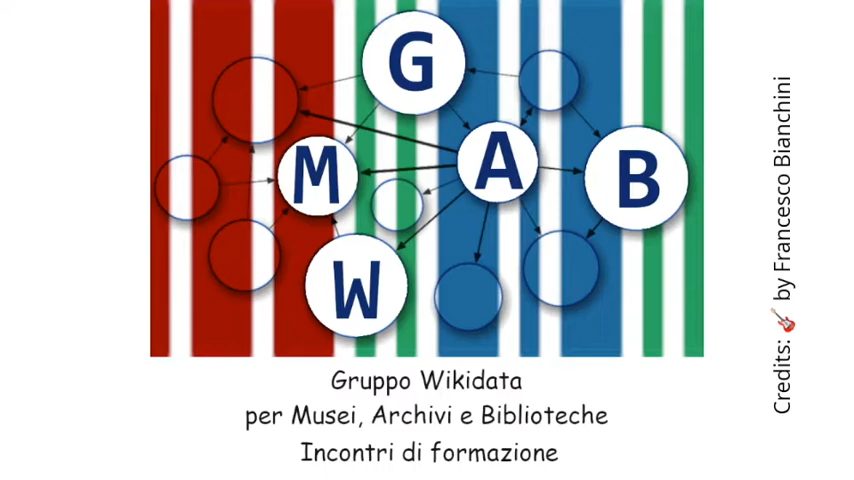 G
M
A
B
W
Gruppo Wikidata
per Musei, Archivi e Biblioteche
Incontri di formazione
Credits: 🎸 by Francesco Bianchini